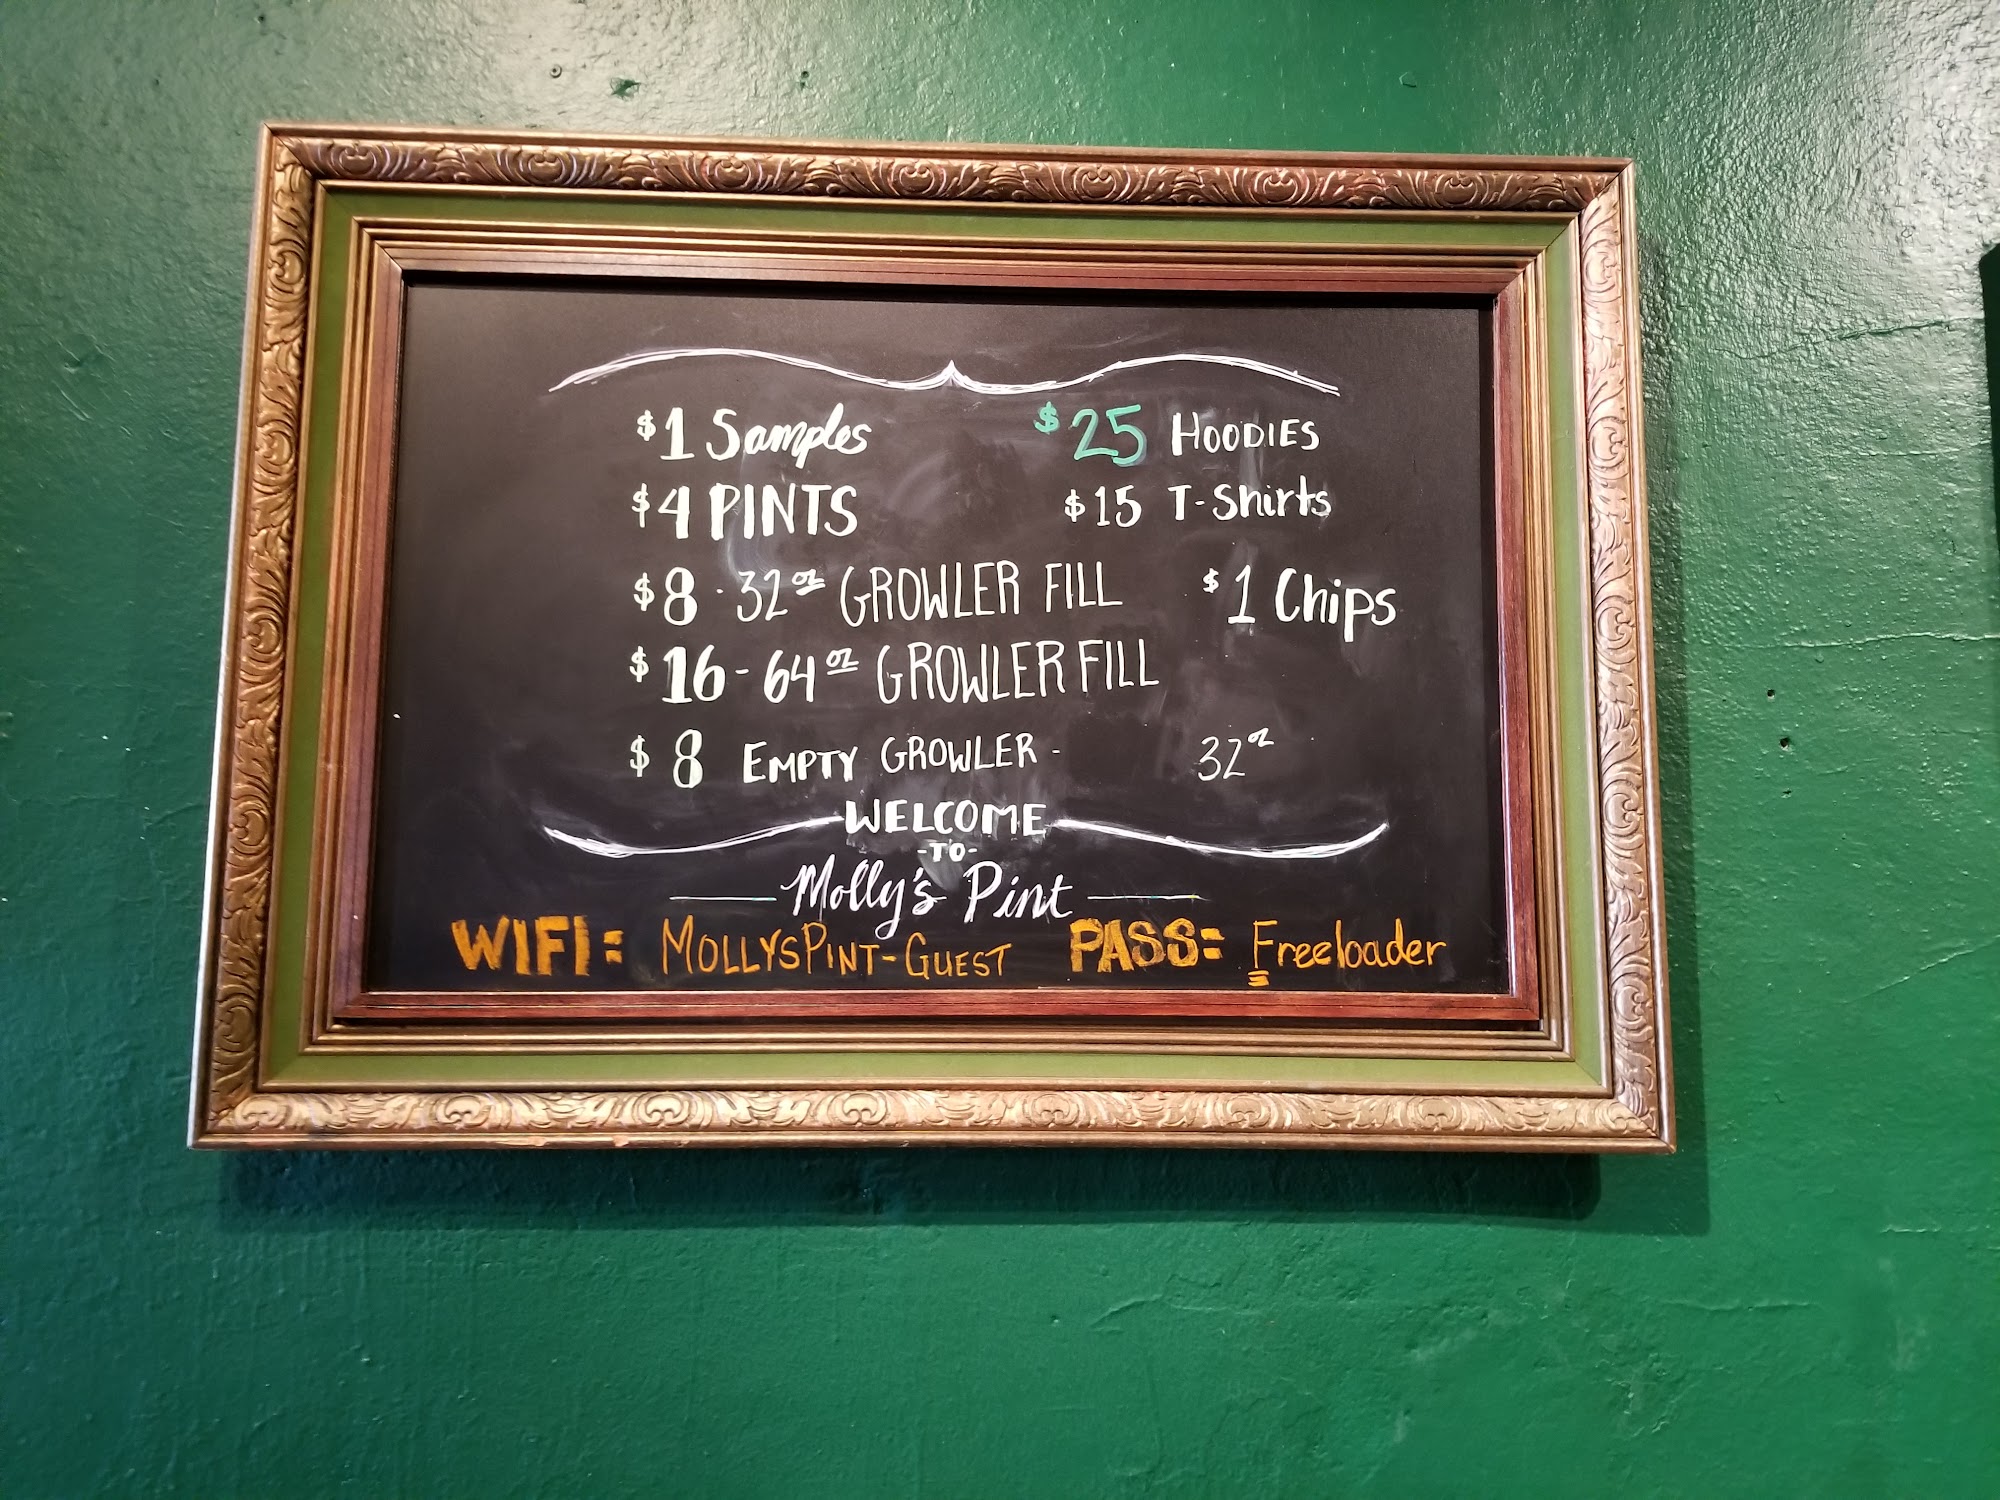 $1 Samples $25 HOODIES
$4 PINTS $15 T-Shirts
$8 - 32oz GROWLER FILL $1 Chips
$16 - 64oz GROWLER FILL
$8 EMPTY GROWLER - 32oz
WELCOME
-TO-
Molly's Pint
WIFI: MOLLYSPINT-GUEST PASS: Freeloader